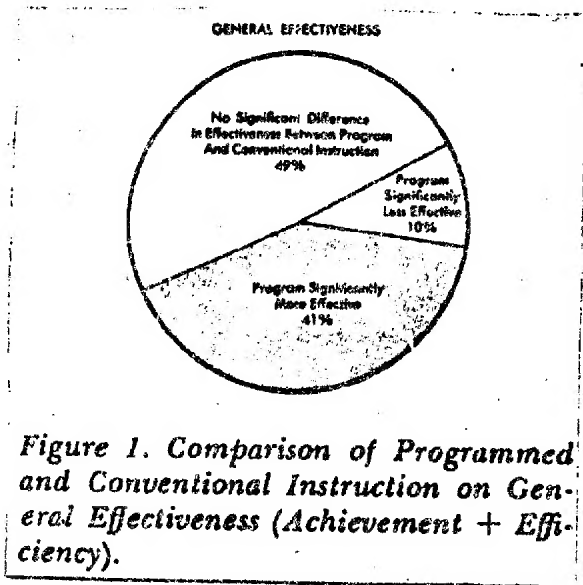 GENERAL EFFECTIVENESS
No Significant Difference
In Effectiveness Between Program
And Conventional Instruction
49%
Program
Significantly
Less Effective
10%
Program Significantly
More Effective
41%
Figure 1. Comparison of Programmed
and Conventional Instruction on Gen-
eral Effectiveness (Achievement + Effi-
ciency).